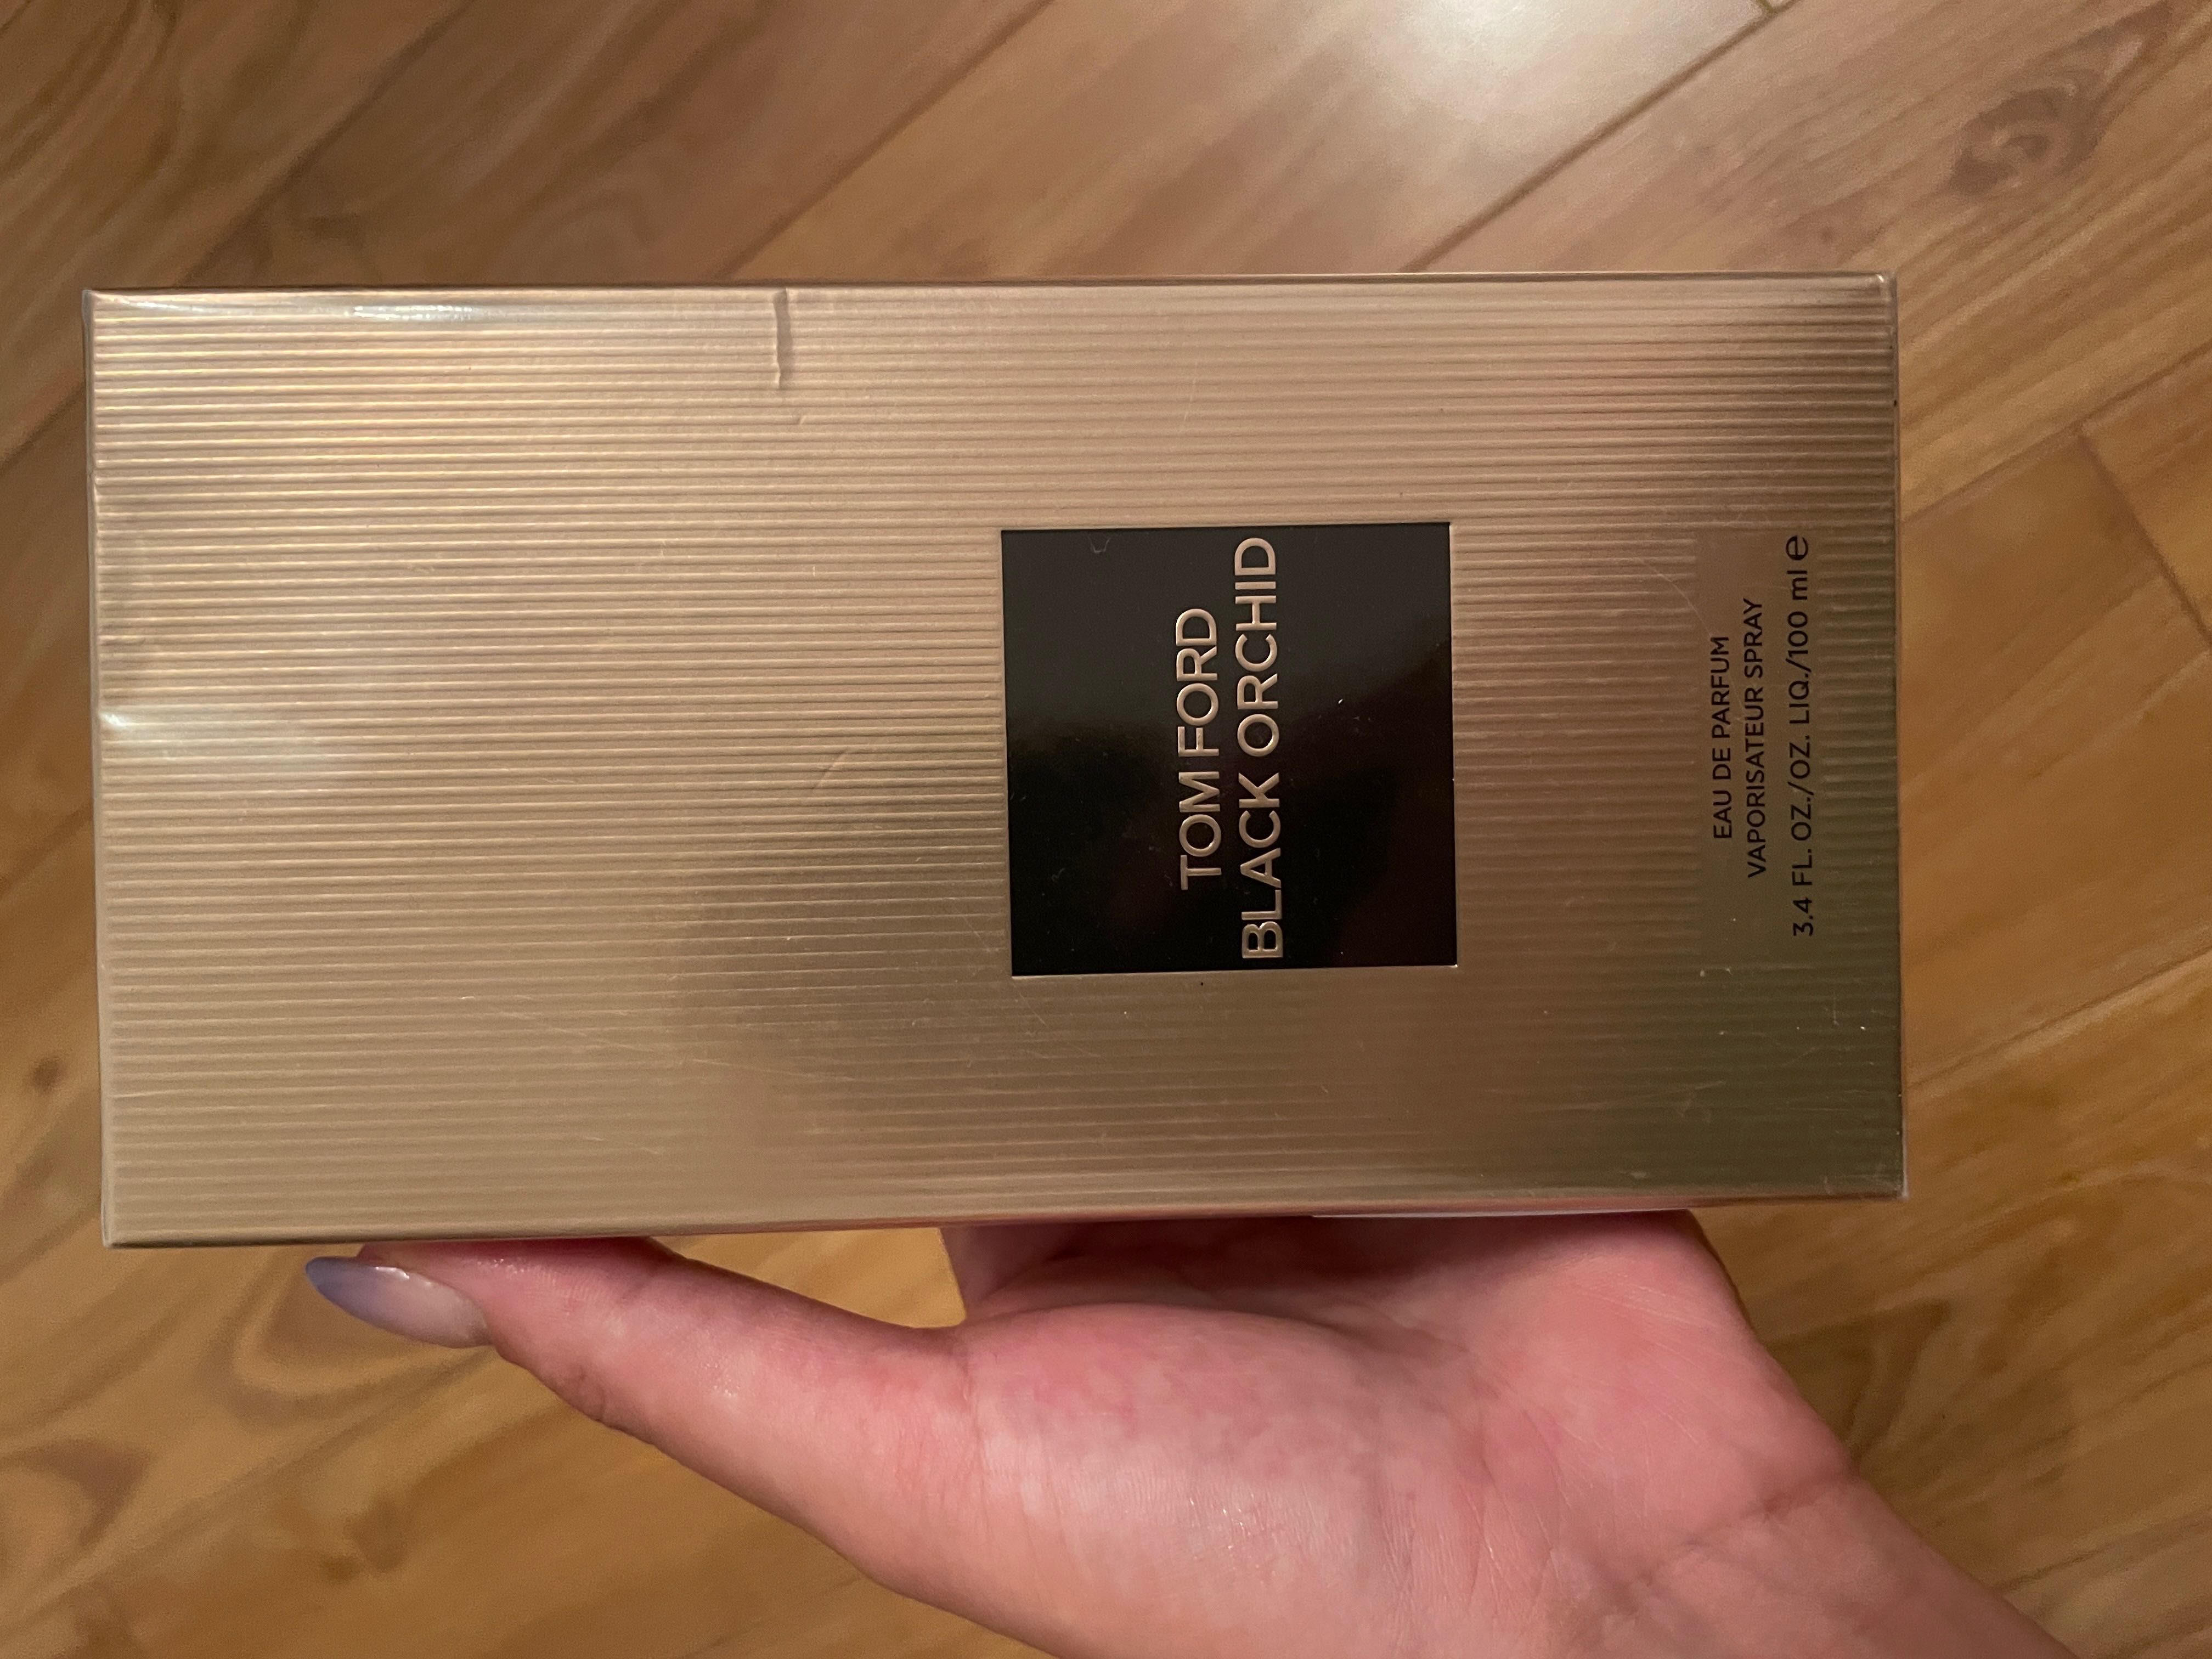 TOM FORD
BLACK ORCHID
EAU DE PARFUM
VAPORISATEUR SPRAY
3.4 FL. OZ./OZ. LIQ./100 ml ℮